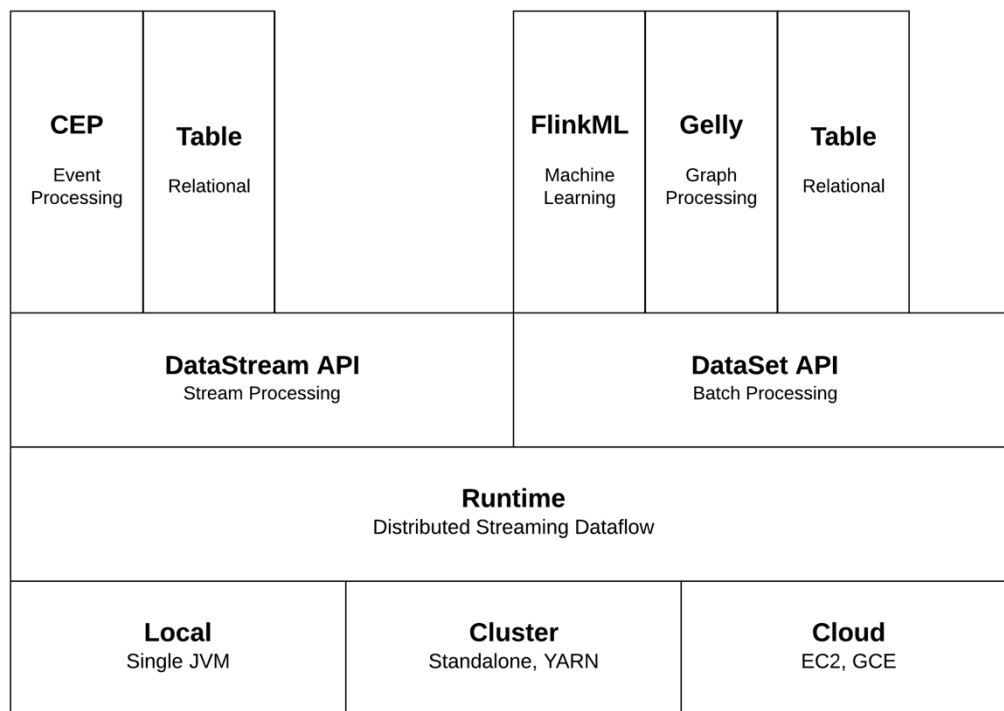 CEP
Event
Processing
Table
Relational
FlinkML
Machine
Learning
Gelly
Graph
Processing
Table
Relational
DataStream API
Stream Processing
DataSet API
Batch Processing
Runtime
Distributed Streaming Dataflow
Local
Single JVM
Cluster
Standalone, YARN
Cloud
EC2, GCE